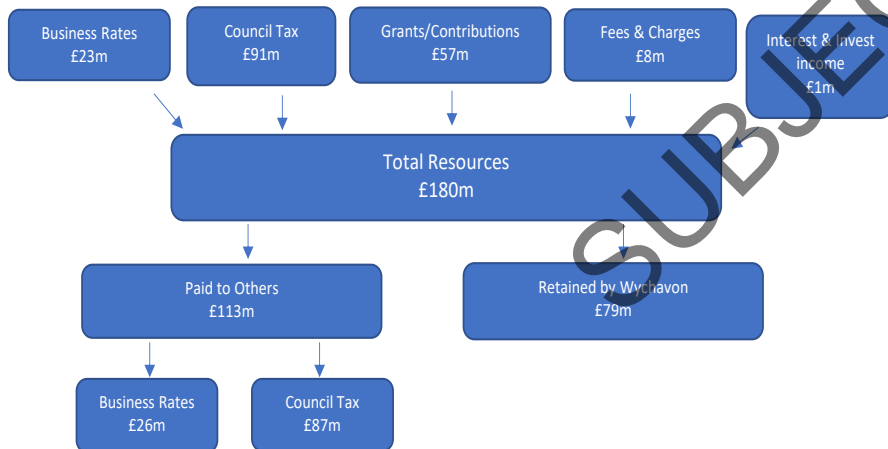 Business Rates
£23m
Council Tax
£91m
Grants/Contributions
£57m
Fees & Charges
£8m
Interest & Invest
income
£1m
Total Resources
£180m
Paid to Others
£113m
Retained by Wychavon
£79m
Business Rates
£26m
Council Tax
£87m
SUBJEC